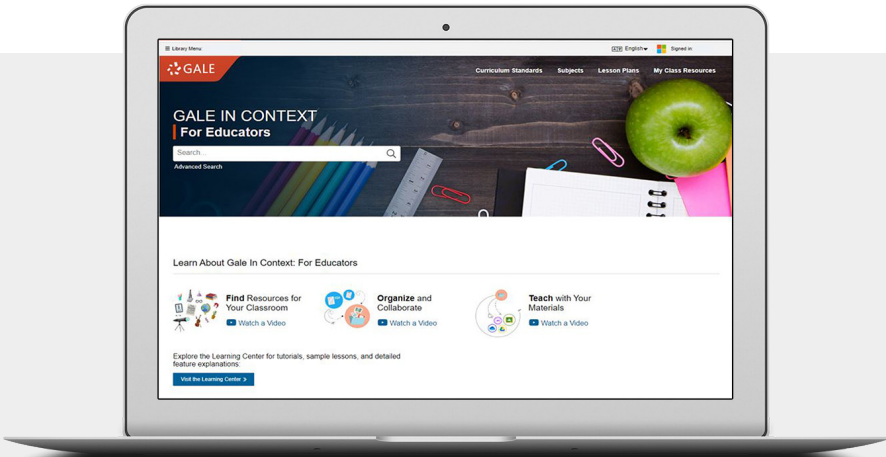 Library Menu
English
Signed in
GALE
Curriculum Standards
Subjects
Lesson Plans
My Class Resources
GALE IN CONTEXT
For Educators
Search...
Advanced Search
Learn About Gale In Context: For Educators
Find Resources for
Your Classroom
Watch a Video
Organize and
Collaborate
Watch a Video
Teach with Your
Materials
Watch a Video
Explore the Learning Center for tutorials, sample lessons, and detailed
feature explanations.
Visit the Learning Center